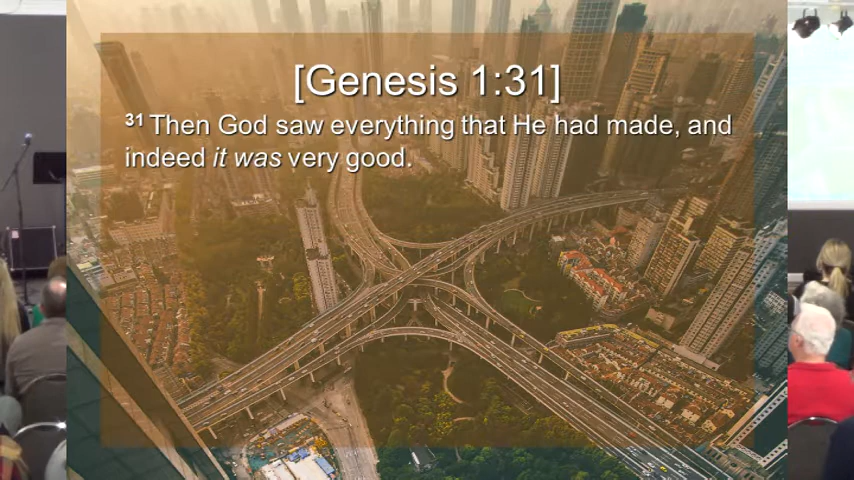 [Genesis 1:31]
31 Then God saw everything that He had made, and
indeed it was very good.